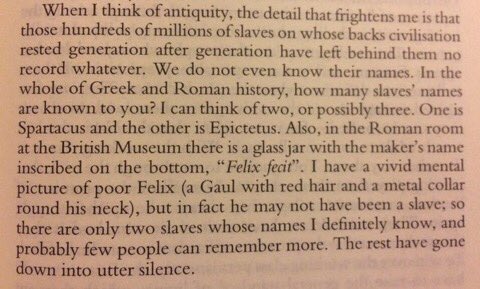 When I think of antiquity, the detail that frightens me is that
those hundreds of millions of slaves on whose backs civilisation
rested generation after generation have left behind them no
record whatever. We do not even know their names. In the
whole of Greek and Roman history, how many slaves' names
are known to you? I can think of two, or possibly three. One is
Spartacus and the other is Epictetus. Also, in the Roman room
at the British Museum there is a glass jar with the maker's name
inscribed on the bottom, “Felix fecit”. I have a vivid mental
picture of poor Felix (a Gaul with red hair and a metal collar
round his neck), but in fact he may not have been a slave; so
there are only two slaves whose names I definitely know, and
probably few people can remember more. The rest have gone
down into utter silence.